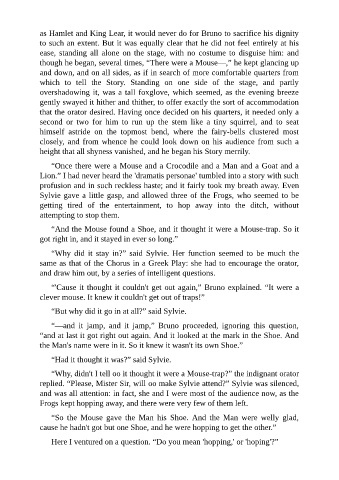 as Hamlet and King Lear, it would never do for Bruno to sacrifice his dignity
to such an extent. But it was equally clear that he did not feel entirely at his
ease, standing all alone on the stage, with no costume to disguise him: and
though he began, several times, “There were a Mouse—,” he kept glancing up
and down, and on all sides, as if in search of more comfortable quarters from
which to tell the Story. Standing on one side of the stage, and partly
overshadowing it, was a tall foxglove, which seemed, as the evening breeze
gently swayed it hither and thither, to offer exactly the sort of accommodation
that the orator desired. Having once decided on his quarters, it needed only a
second or two for him to run up the stem like a tiny squirrel, and to seat
himself astride on the topmost bend, where the fairy-bells clustered most
closely, and from whence he could look down on his audience from such a
height that all shyness vanished, and he began his Story merrily.
“Once there were a Mouse and a Crocodile and a Man and a Goat and a
Lion.” I had never heard the 'dramatis personae' tumbled into a story with such
profusion and in such reckless haste; and it fairly took my breath away. Even
Sylvie gave a little gasp, and allowed three of the Frogs, who seemed to be
getting tired of the entertainment, to hop away into the ditch, without
attempting to stop them.
“And the Mouse found a Shoe, and it thought it were a Mouse-trap. So it
got right in, and it stayed in ever so long.”
“Why did it stay in?” said Sylvie. Her function seemed to be much the
same as that of the Chorus in a Greek Play: she had to encourage the orator,
and draw him out, by a series of intelligent questions.
“'Cause it thought it couldn't get out again,” Bruno explained. “It were a
clever mouse. It knew it couldn't get out of traps!”
“But why did it go in at all?” said Sylvie.
“—and it jamp, and it jamp,” Bruno proceeded, ignoring this question,
“and at last it got right out again. And it looked at the mark in the Shoe. And
the Man's name were in it. So it knew it wasn't its own Shoe.”
“Had it thought it was?” said Sylvie.
“Why, didn't I tell oo it thought it were a Mouse-trap?” the indignant orator
replied. “Please, Mister Sir, will oo make Sylvie attend?” Sylvie was silenced,
and was all attention: in fact, she and I were most of the audience now, as the
Frogs kept hopping away, and there were very few of them left.
“So the Mouse gave the Man his Shoe. And the Man were welly glad,
cause he hadn't got but one Shoe, and he were hopping to get the other.”
Here I ventured on a question. “Do you mean 'hopping,' or 'hoping'?”